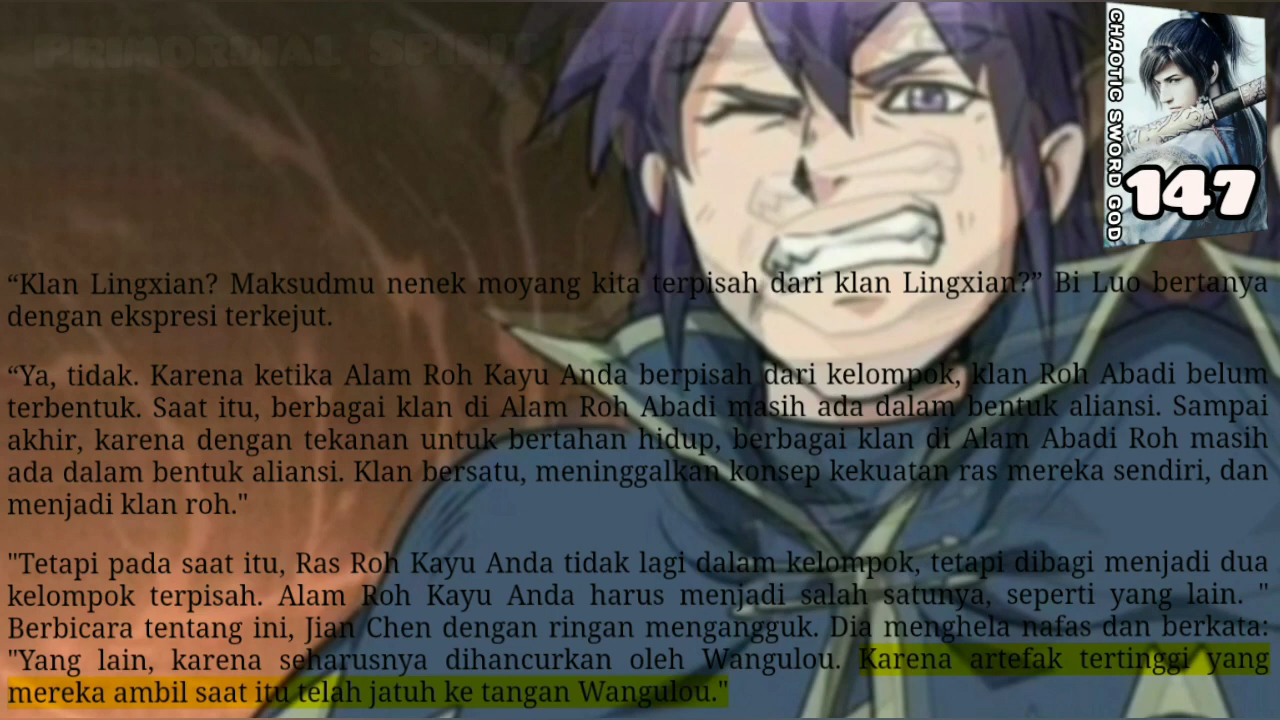 PRIMORDIAL SPIRIT
CHAOTIC SWORD GOD
147
“Klan Lingxian? Maksudmu nenek moyang kita terpisah dari klan Lingxian?” Bi Luo bertanya
dengan ekspresi terkejut.
“Ya, tidak. Karena ketika Alam Roh Kayu Anda berpisah dari kelompok, klan Roh Abadi belum
terbentuk. Saat itu, berbagai klan di Alam Roh Abadi masih ada dalam bentuk aliansi. Sampai
akhir, karena dengan tekanan untuk bertahan hidup, berbagai klan di Alam Abadi Roh masih
ada dalam bentuk aliansi. Klan bersatu, meninggalkan konsep kekuatan ras mereka sendiri, dan
menjadi klan roh."
"Tetapi pada saat itu, Ras Roh Kayu Anda tidak lagi dalam kelompok, tetapi dibagi menjadi dua
kelompok terpisah. Alam Roh Kayu Anda harus menjadi salah satunya, seperti yang lain. "
Berbicara tentang ini, Jian Chen dengan ringan mengangguk. Dia menghela nafas dan berkata:
"Yang lain, karena seharusnya dihancurkan oleh Wangulou. Karena artefak tertinggi yang
mereka ambil saat itu telah jatuh ke tangan Wangulou."